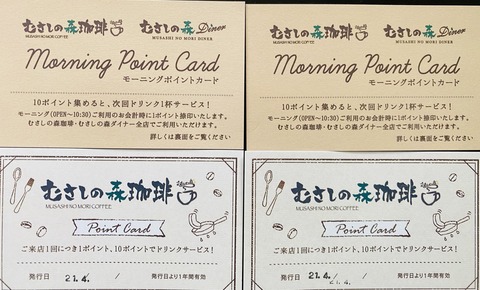 むさしの森珈琲
MUSASHI NO MORI COFFEE
むさしの森Diner
MUSASHI NO MORI DINER
Morning Point Card
モーニングポイントカード
10ポイント集めると、次回ドリンク1杯サービス!
モーニング(OPEN〜10:30)ご利用のお会計時に1ポイント捺印いたします。
むさしの森珈琲・むさしの森ダイナー全店でご利用いただけます。
詳しくは裏面をご覧ください
むさしの森珈琲
MUSASHI NO MORI COFFEE
むさしの森Diner
MUSASHI NO MORI DINER
Morning Point Card
モーニングポイントカード
10ポイント集めると、次回ドリンク1杯サービス!
モーニング(OPEN〜10:30)ご利用のお会計時に1ポイント捺印いたします。
むさしの森珈琲・むさしの森ダイナー全店でご利用いただけます。
詳しくは裏面をご覧ください
むさしの森珈琲
MUSASHI NO MORI COFFEE
Point Card
ご来店1回につき1ポイント、10ポイントでドリンクサービス!
発行日 21.4. / 発行日より1年間有効
むさしの森珈琲
MUSASHI NO MORI COFFEE
Point Card
ご来店1回につき1ポイント、10ポイントでドリンクサービス!
発行日 21.4. / / 発行日より1年間有効
21.4.